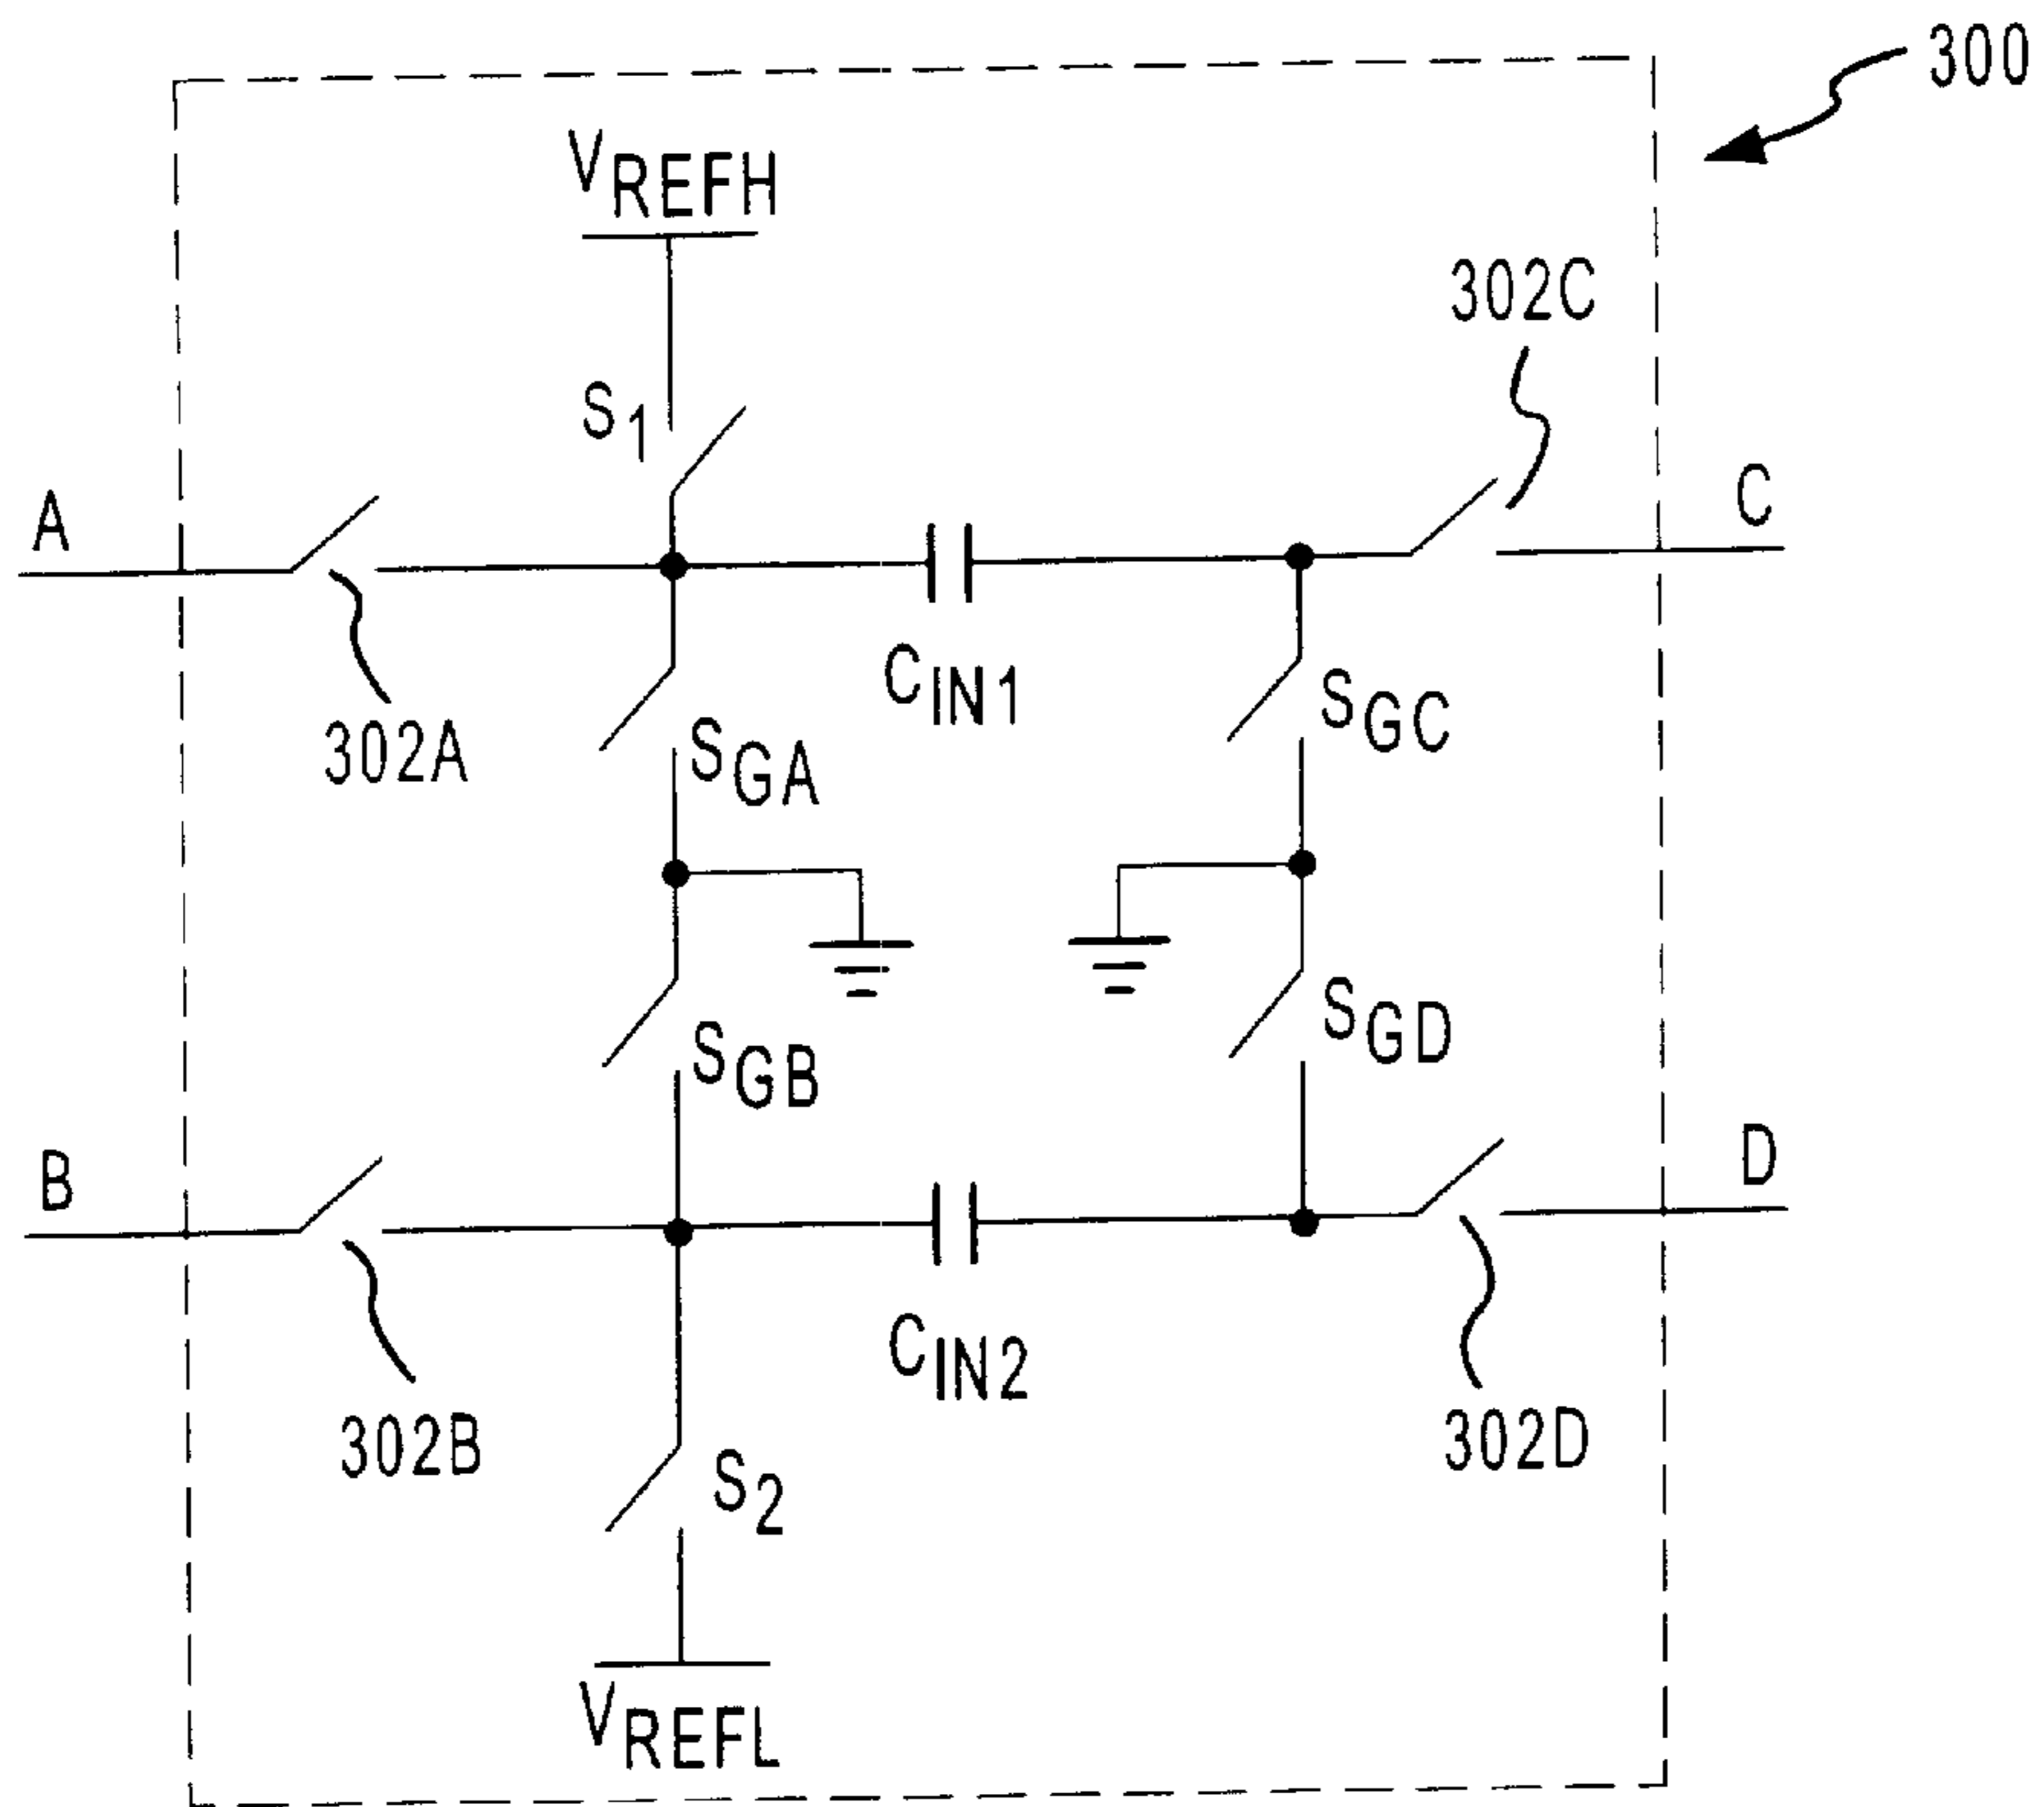 300
VREFH
302C
S1
A
C
CIN1
SGC
302A
SGA
SGD
SGB
B
D
CIN2
302B
302D
S2
VREFL